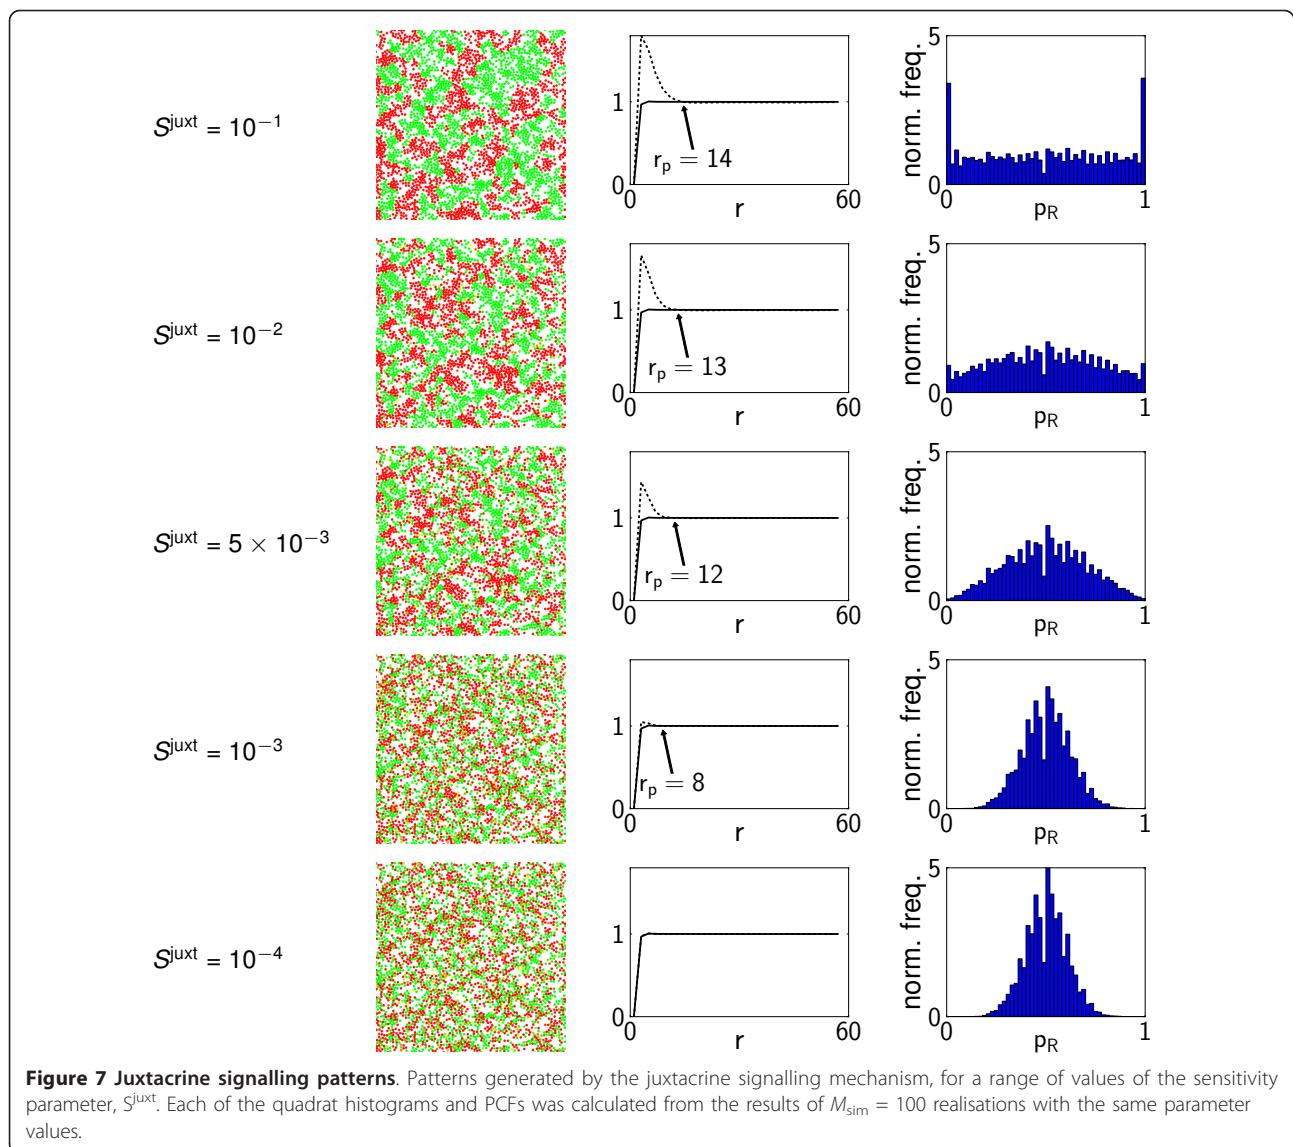 S^juxt = 10^−1
5
1
0
r_p = 14
0
r
60
norm. freq.
0
0
p_R
1
S^juxt = 10^−2
1
0
r_p = 13
0
r
60
5
norm. freq.
0
0
p_R
1
S^juxt = 5 × 10^−3
1
0
r_p = 12
0
r
60
5
norm. freq.
0
0
p_R
1
S^juxt = 10^−3
1
0
r_p = 8
0
r
60
5
norm. freq.
0
0
p_R
1
S^juxt = 10^−4
1
0
0
r
60
5
norm. freq.
0
0
p_R
1
Figure 7 Juxtacrine signalling patterns. Patterns generated by the juxtacrine signalling mechanism, for a range of values of the sensitivity
parameter, S^juxt. Each of the quadrat histograms and PCFs was calculated from the results of M_sim = 100 realisations with the same parameter
values.